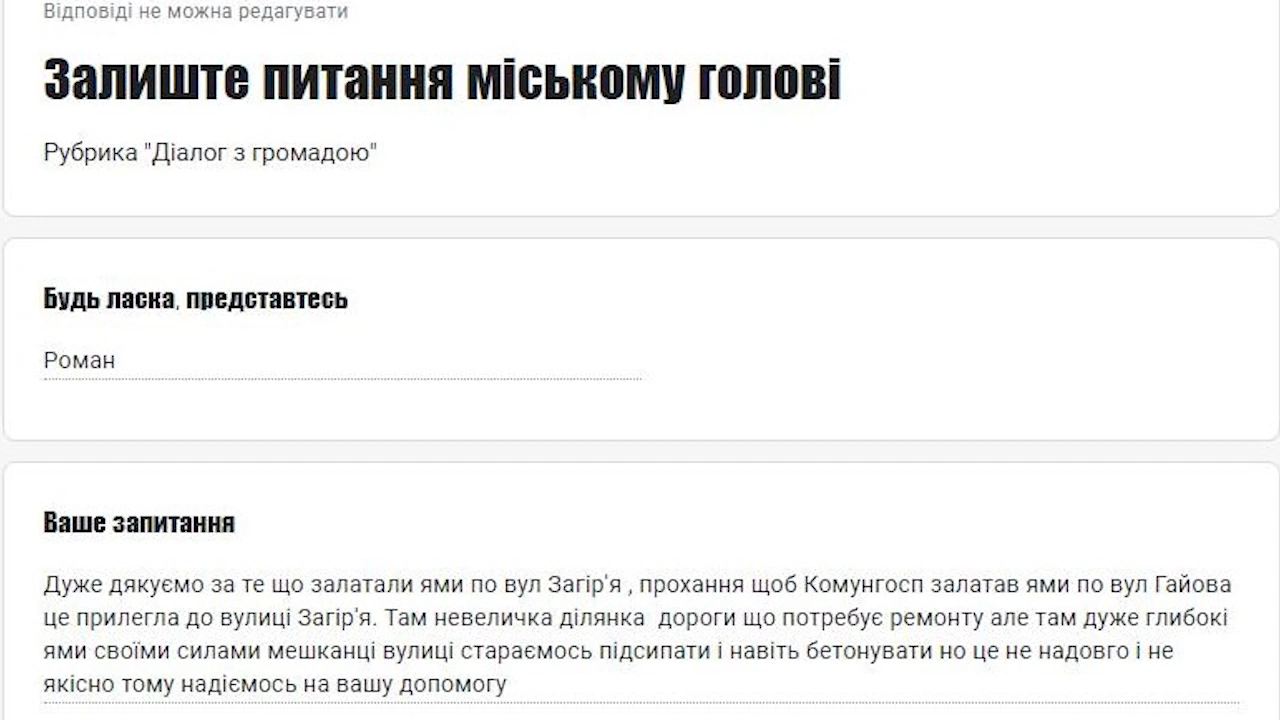 Відповіді не можна редагувати
Залиште питання міському голові
Рубрика "Діалог з громадою"
Будь ласка, представтесь
Роман
Ваше запитання
Дуже дякуємо за те що залатали ями по вул Загір'я , прохання щоб Комунгосп залатав ями по вул Гайова
це прилегла до вулиці Загір'я. Там невеличка ділянка  дороги що потребує ремонту але там дуже глибокі
ями своїми силами мешканці вулиці стараємось підсипати і навіть бетонувати но це не надовго і не
якісно тому надіємось на вашу допомогу